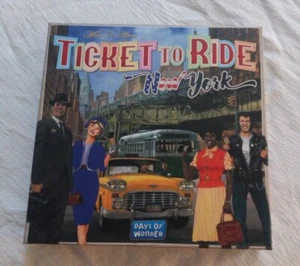 TICKET TO RIDE
New York
DAYS OF
WONDER